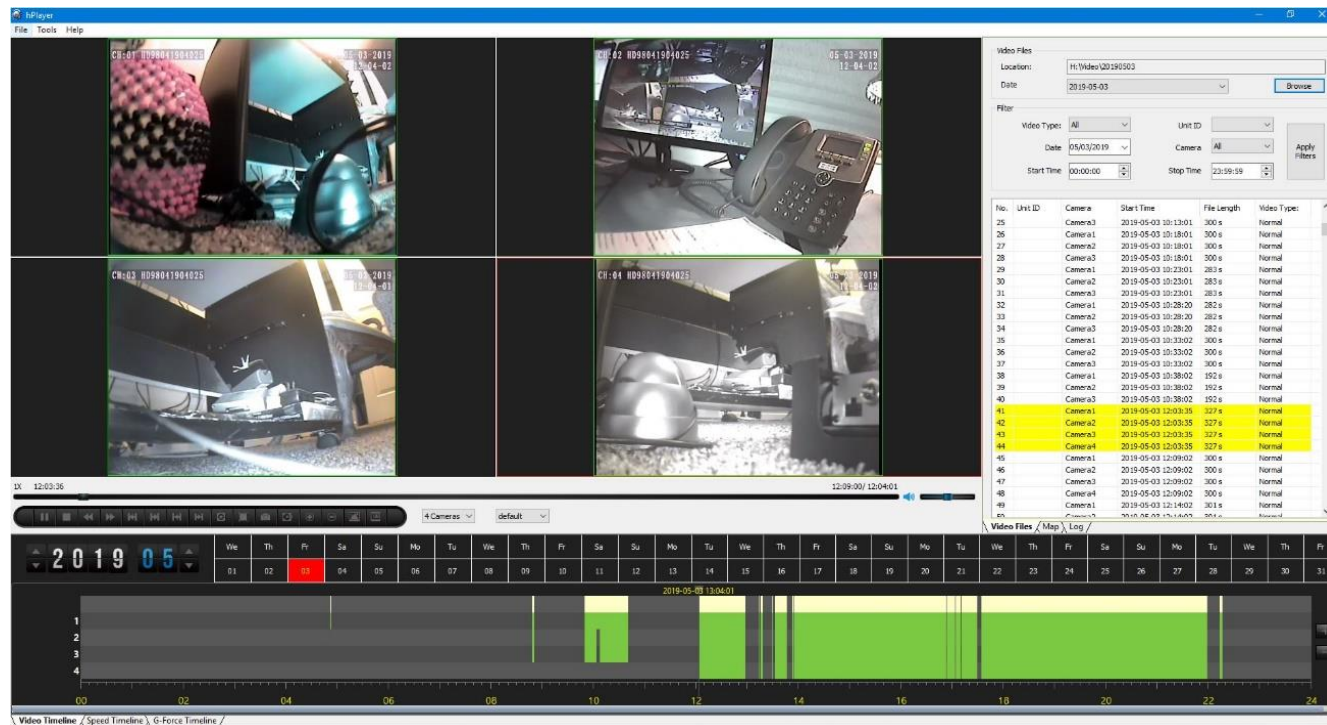 hPlayer
File Tools Help
CH:01 HD98041904025
05-03-2019
12-04-02
CH:02 HD98041904025
05-03-2019
12-04-02
CH:03 HD98041904025
2019
12-04-01
CH:04 HD98041904025
2019
1X 12:03:36 12:09:00/ 12:04:01
4 Cameras default
Video Files
Location: H:\Video\20190503
Date 2019-05-03 Browse
Filter
Video Type: All Unit ID
Date 05/03/2019 Camera All
Apply Filters
Start Time 00:00:00 Stop Time 23:59:59
No. Unit ID Camera Start Time File Length Video Type:
25 Camera3 2019-05-03 10:13:01 300 s Normal
26 Camera1 2019-05-03 10:18:01 300 s Normal
27 Camera2 2019-05-03 10:18:01 300 s Normal
28 Camera3 2019-05-03 10:18:01 300 s Normal
29 Camera1 2019-05-03 10:23:01 283 s Normal
30 Camera2 2019-05-03 10:23:01 283 s Normal
31 Camera3 2019-05-03 10:23:01 283 s Normal
32 Camera1 2019-05-03 10:28:20 282 s Normal
33 Camera2 2019-05-03 10:28:20 282 s Normal
34 Camera3 2019-05-03 10:28:20 282 s Normal
35 Camera1 2019-05-03 10:33:02 300 s Normal
36 Camera2 2019-05-03 10:33:02 300 s Normal
37 Camera3 2019-05-03 10:33:02 300 s Normal
38 Camera1 2019-05-03 10:38:02 192 s Normal
39 Camera2 2019-05-03 10:38:02 192 s Normal
40 Camera3 2019-05-03 10:38:02 192 s Normal
41 Camera1 2019-05-03 12:03:35 327 s Normal
42 Camera2 2019-05-03 12:03:35 327 s Normal
43 Camera3 2019-05-03 12:03:35 327 s Normal
44 Camera4 2019-05-03 12:03:35 327 s Normal
45 Camera1 2019-05-03 12:09:02 300 s Normal
46 Camera2 2019-05-03 12:09:02 300 s Normal
47 Camera3 2019-05-03 12:09:02 300 s Normal
48 Camera4 2019-05-03 12:09:02 300 s Normal
49 Camera1 2019-05-03 12:14:02 301 s Normal
Video Files Map Log
2019 05
We Th Fr Sa Su Mo Tu We Th Fr Sa Su Mo Tu We Th Fr Sa Su Mo Tu We Th Fr Sa Su Mo Tu We Th Fr
01 02 03 04 05 06 07 08 09 10 11 12 13 14 15 16 17 18 19 20 21 22 23 24 25 26 27 28 29 30 31
2019-05-03 13:04:01
1
2
3
4
00 02 04 06 08 10 12 14 16 18 20 22 24
Video Timeline Speed Timeline G-Force Timeline